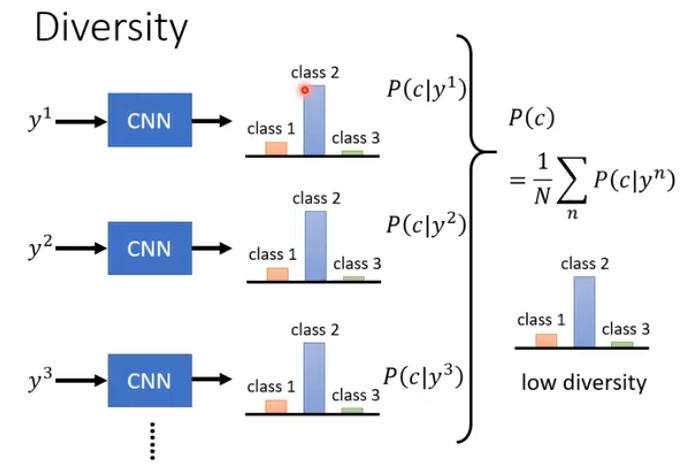 Diversity
y¹
CNN
class 1
class 2
class 3
P(c|y¹)
y²
CNN
class 1
class 2
class 3
P(c|y²)
y³
CNN
class 1
class 2
class 3
P(c|y³)
......
P(c)
= 1/N ∑ₙ P(c|yⁿ)
class 1
class 2
class 3
low diversity